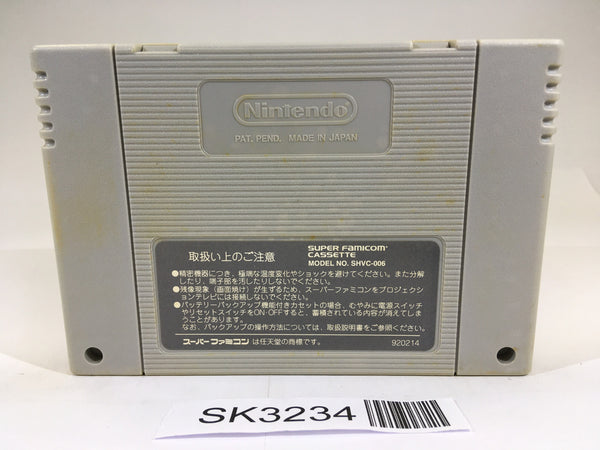 Nintendo
PAT. PEND. MADE IN JAPAN
取扱い上のご注意
SUPER FAMICOM
CASSETTE
MODEL NO. SHVC-006
●精密機器につき、極端な温度変化やショックを避けてください。また分解
したり、端子部を汚したりしないでください。
●残像現象（画面焼け）が生ずるため、スーパーファミコンをプロジェクシ
ョンテレビには接続しないでください。
●バッテリーバックアップ機能付きカセットの場合、むやみに電源スイッチ
やリセットスイッチをON・OFFすると、蓄積されている内容が消えてしま
うことがあります。
なお、バックアップの操作方法については、取扱説明書をご参照ください。
スーパーファミコン は任天堂の商標です。
920214
SK3234